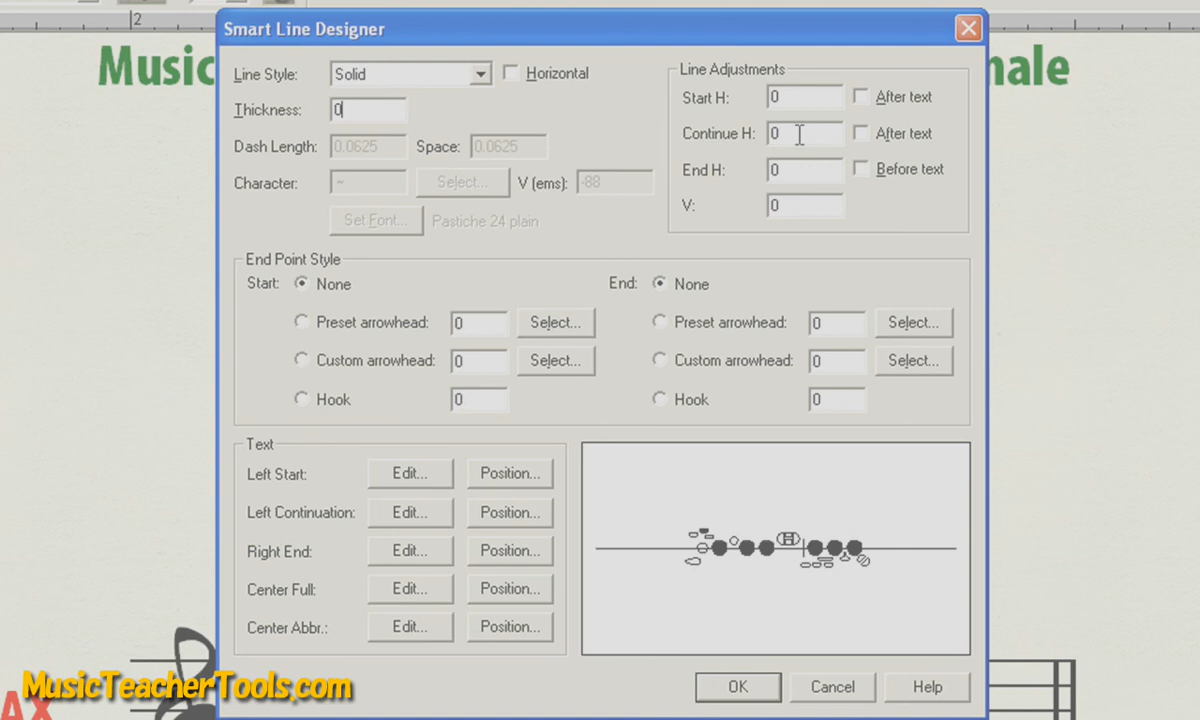 2
Music
nale
Smart Line Designer
Line Style: Solid Horizontal
Thickness: 0
Dash Length: 0.0625 Space: 0.0625
Character: ~ Select... V (ems): -88
Set Font... Pastiche 24 plain
Line Adjustments
Start H: 0 After text
Continue H: 0 After text
End H: 0 Before text
V: 0
End Point Style
Start: None
Preset arrowhead: 0 Select...
Custom arrowhead: 0 Select...
Hook 0
End: None
Preset arrowhead: 0 Select...
Custom arrowhead: 0 Select...
Hook 0
Text
Left Start: Edit... Position...
Left Continuation: Edit... Position...
Right End: Edit... Position...
Center Full: Edit... Position...
Center Abbr.: Edit... Position...
H
OK Cancel Help
MusicTeacherTools.com
AX